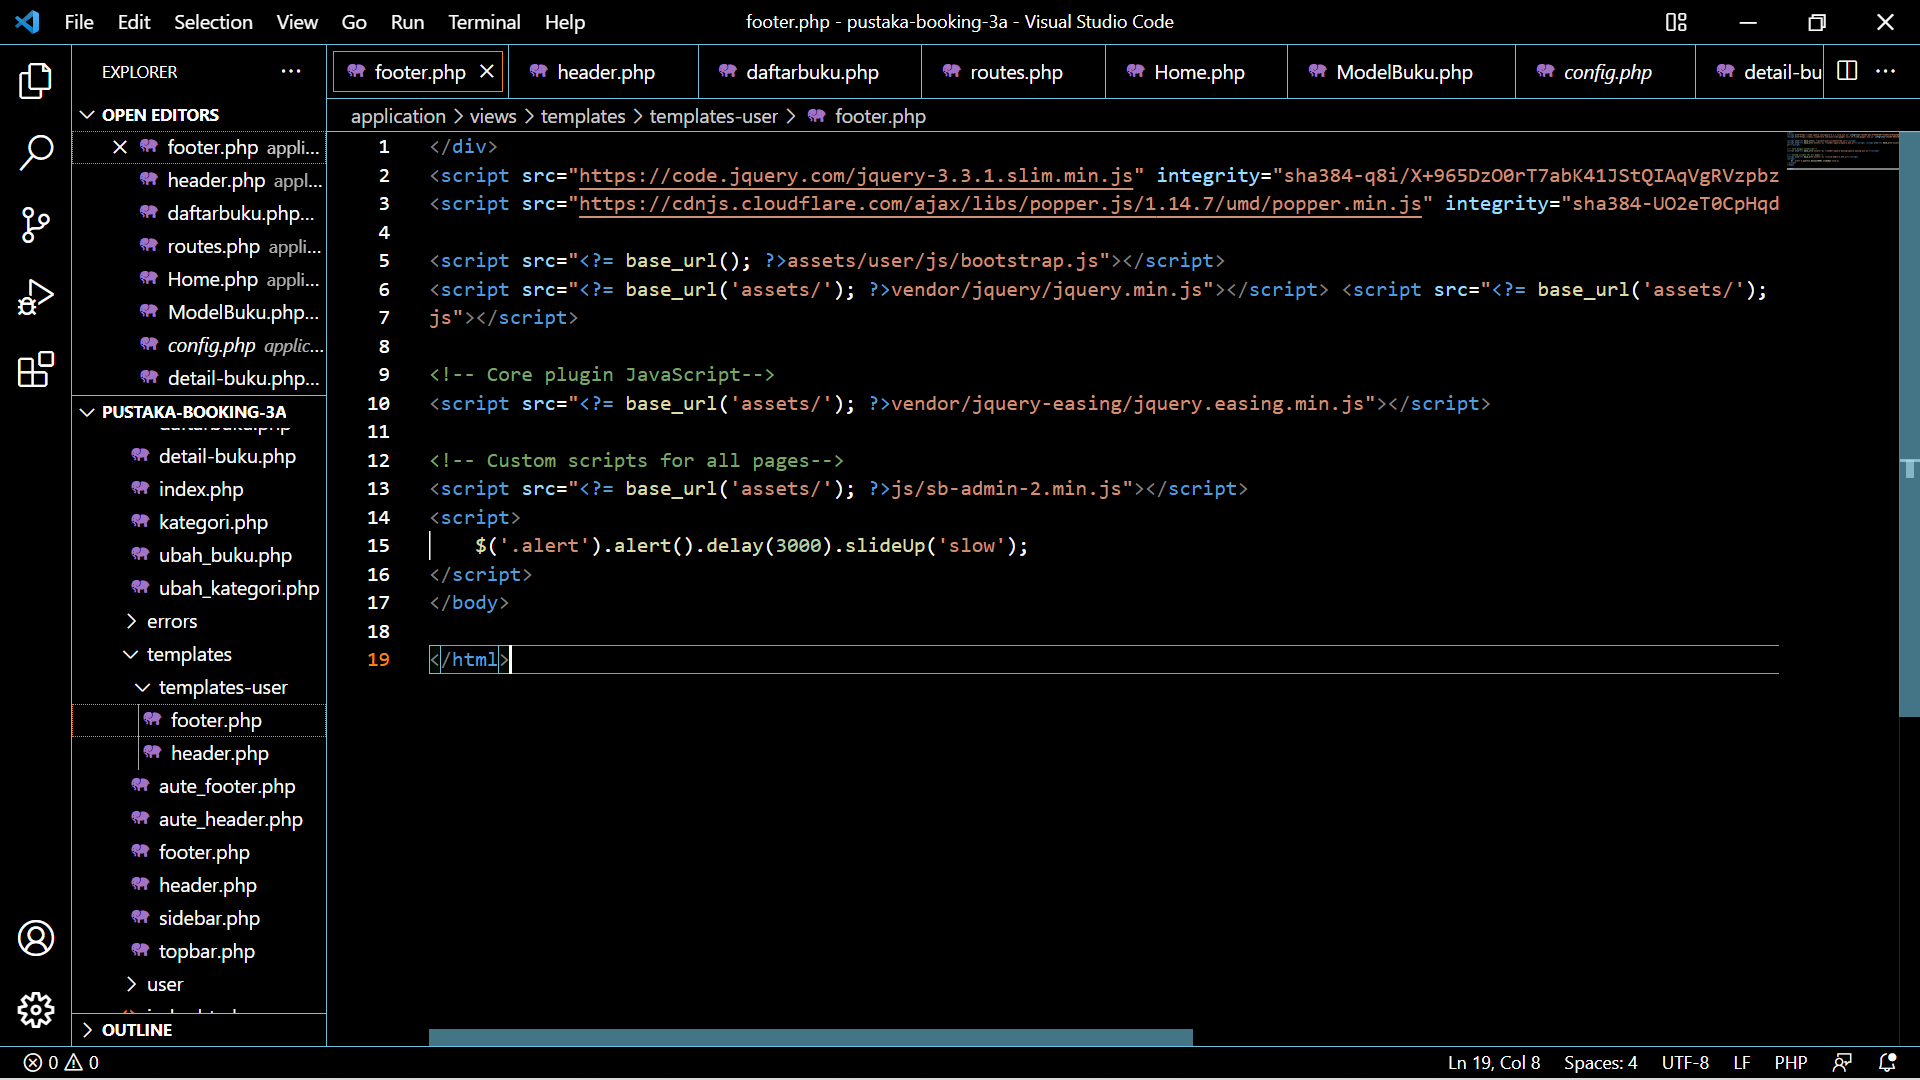 File Edit Selection View Go Run Terminal Help
footer.php - pustaka-booking-3a - Visual Studio Code
EXPLORER
footer.php header.php daftarbuku.php routes.php Home.php ModelBuku.php config.php detail-bu
application > views > templates > templates-user > footer.php
OPEN EDITORS
footer.php appli...
header.php appl...
daftarbuku.php...
routes.php appli...
Home.php appli...
ModelBuku.php...
config.php applic...
detail-buku.php...
PUSTAKA-BOOKING-3A
daftarbuku.php
detail-buku.php
index.php
kategori.php
ubah_buku.php
ubah_kategori.php
errors
templates
templates-user
footer.php
header.php
aute_footer.php
aute_header.php
footer.php
header.php
sidebar.php
topbar.php
user
OUTLINE
1 </div>
2 <script src="https://code.jquery.com/jquery-3.3.1.slim.min.js" integrity="sha384-q8i/X+965DzO0rT7abK41JStQIAqVgRVzpbz
3 <script src="https://cdnjs.cloudflare.com/ajax/libs/popper.js/1.14.7/umd/popper.min.js" integrity="sha384-UO2eT0CpHqd
4
5 <script src="<?= base_url(); ?>assets/user/js/bootstrap.js"></script>
6 <script src="<?= base_url('assets/'); ?>vendor/jquery/jquery.min.js"></script> <script src="<?= base_url('assets/');
7 js"></script>
8
9 <!-- Core plugin JavaScript-->
10 <script src="<?= base_url('assets/'); ?>vendor/jquery-easing/jquery.easing.min.js"></script>
11
12 <!-- Custom scripts for all pages-->
13 <script src="<?= base_url('assets/'); ?>js/sb-admin-2.min.js"></script>
14 <script>
15 $('.alert').alert().delay(3000).slideUp('slow');
16 </script>
17 </body>
18
19 </html>
0 0
Ln 19, Col 8 Spaces: 4 UTF-8 LF PHP